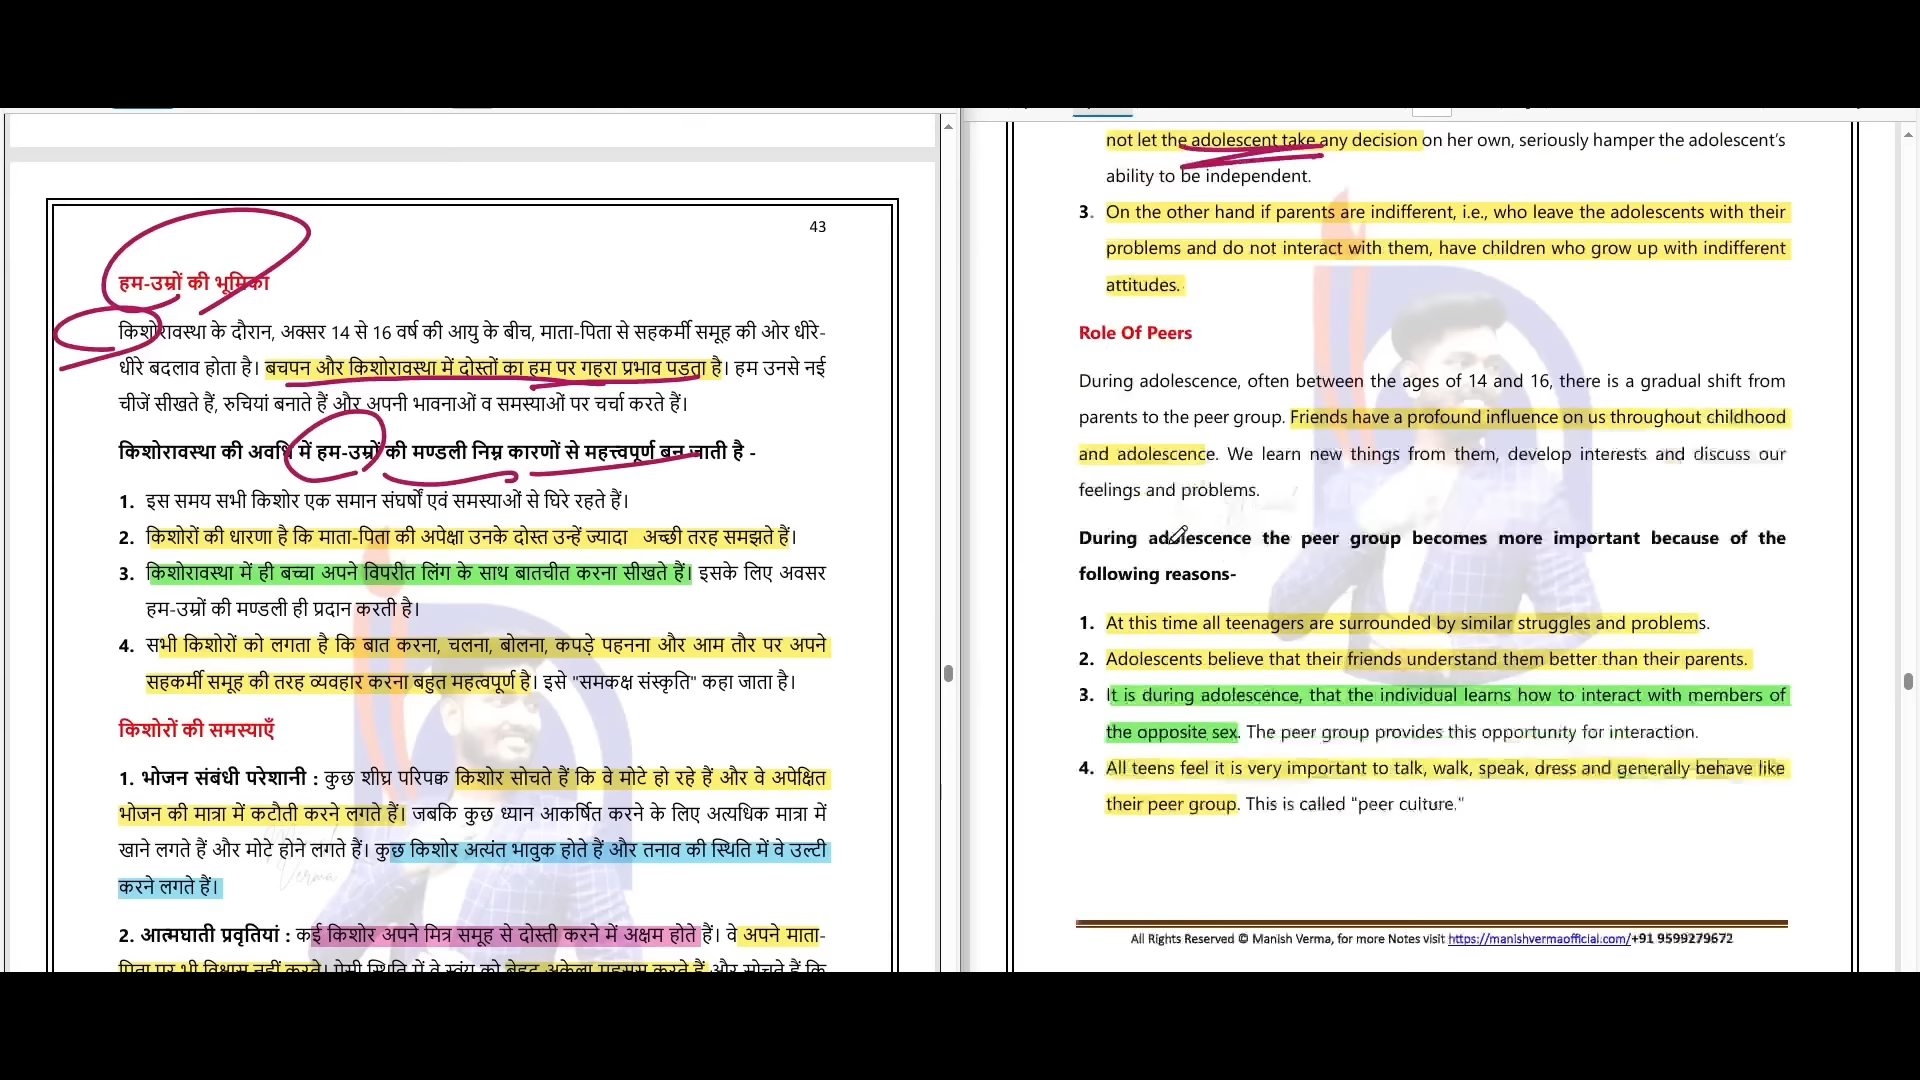 43
हम-उम्रों की भूमिका
किशोरावस्था के दौरान, अक्सर 14 से 16 वर्ष की आयु के बीच, माता-पिता से सहकर्मी समूह की ओर धीरे-
धीरे बदलाव होता है। बचपन और किशोरावस्था में दोस्तों का हम पर गहरा प्रभाव पड़ता है। हम उनसे नई
चीजें सीखते हैं, रुचियां बनाते हैं और अपनी भावनाओं व समस्याओं पर चर्चा करते हैं।
किशोरावस्था की अवधि में हम-उम्रों की मण्डली निम्न कारणों से महत्त्वपूर्ण बन जाती है -
1. इस समय सभी किशोर एक समान संघर्षों एवं समस्याओं से घिरे रहते हैं।
2. किशोरों की धारणा है कि माता-पिता की अपेक्षा उनके दोस्त उन्हें ज्यादा अच्छी तरह समझते हैं।
3. किशोरावस्था में ही बच्चा अपने विपरीत लिंग के साथ बातचीत करना सीखते हैं। इसके लिए अवसर
हम-उम्रों की मण्डली ही प्रदान करती है।
4. सभी किशोरों को लगता है कि बात करना, चलना, बोलना, कपड़े पहनना और आम तौर पर अपने
सहकर्मी समूह की तरह व्यवहार करना बहुत महत्वपूर्ण है। इसे "समकक्ष संस्कृति" कहा जाता है।
किशोरों की समस्याएँ
1. भोजन संबंधी परेशानी : कुछ शीघ्र परिपक्व किशोर सोचते हैं कि वे मोटे हो रहे हैं और वे अपेक्षित
भोजन की मात्रा में कटौती करने लगते हैं। जबकि कुछ ध्यान आकर्षित करने के लिए अत्यधिक मात्रा में
खाने लगते हैं और मोटे होने लगते हैं। कुछ किशोर अत्यंत भावुक होते हैं और तनाव की स्थिति में वे उल्टी
करने लगते हैं।
Verma
2. आत्मघाती प्रवृतियां : कई किशोर अपने मित्र समूह से दोस्ती करने में अक्षम होते हैं। वे अपने माता-
पिता पर भी विश्वास नहीं करते। ऐसी स्थिति में वे स्वंय को बेहद अकेला महसूस करते हैं और सोचते हैं कि
not let the adolescent take any decision on her own, seriously hamper the adolescent's
ability to be independent.
3. On the other hand if parents are indifferent, i.e., who leave the adolescents with their
problems and do not interact with them, have children who grow up with indifferent
attitudes.
Role Of Peers
During adolescence, often between the ages of 14 and 16, there is a gradual shift from
parents to the peer group. Friends have a profound influence on us throughout childhood
and adolescence. We learn new things from them, develop interests and discuss our
feelings and problems.
During adolescence the peer group becomes more important because of the
following reasons-
1. At this time all teenagers are surrounded by similar struggles and problems.
2. Adolescents believe that their friends understand them better than their parents.
3. It is during adolescence, that the individual learns how to interact with members of
the opposite sex. The peer group provides this opportunity for interaction.
4. All teens feel it is very important to talk, walk, speak, dress and generally behave like
their peer group. This is called "peer culture."
All Rights Reserved © Manish Verma, for more Notes visit https://manishvermaofficial.com/+91 9599279672